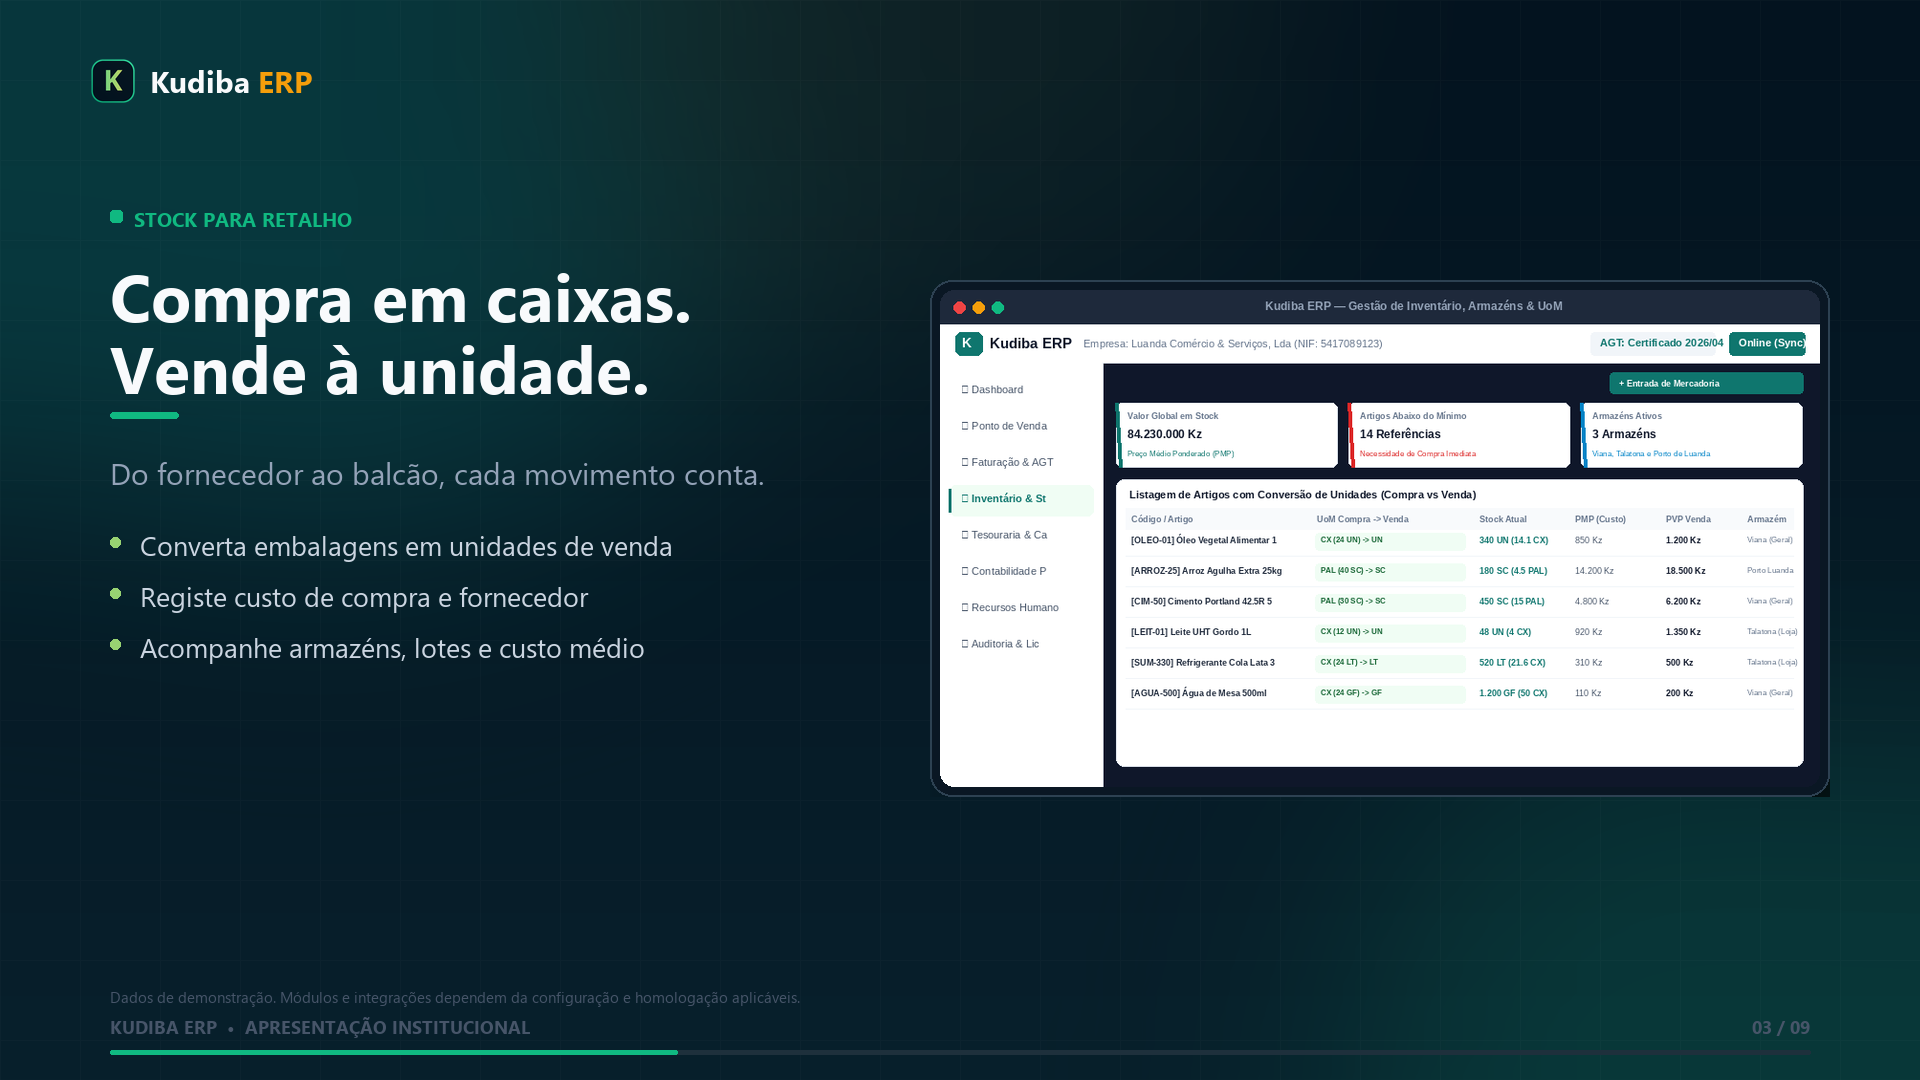 K Kudiba ERP
STOCK PARA RETALHO
Compra em caixas.
Vende à unidade.
Do fornecedor ao balcão, cada movimento conta.
Converta embalagens em unidades de venda
Registe custo de compra e fornecedor
Acompanhe armazéns, lotes e custo médio
Kudiba ERP — Gestão de Inventário, Armazéns & UoM
K Kudiba ERP Empresa: Luanda Comércio & Serviços, Lda (NIF: 5417089123) AGT: Certificado 2026/04 Online (Sync)
Dashboard
Ponto de Venda
Faturação & AGT
Inventário & St
Tesouraria & Ca
Contabilidade P
Recursos Humano
Auditoria & Lic
+ Entrada de Mercadoria
Valor Global em Stock
84.230.000 Kz
Preço Médio Ponderado (PMP)
Artigos Abaixo do Mínimo
14 Referências
Necessidade de Compra Imediata
Armazéns Ativos
3 Armazéns
Viana, Talatona e Porto de Luanda
Listagem de Artigos com Conversão de Unidades (Compra vs Venda)
Código / Artigo UoM Compra -> Venda Stock Atual PMP (Custo) PVP Venda Armazém
[OLEO-01] Óleo Vegetal Alimentar 1 CX (24 UN) -> UN 340 UN (14.1 CX) 850 Kz 1.200 Kz Viana (Geral)
[ARROZ-25] Arroz Agulha Extra 25kg PAL (40 SC) -> SC 180 SC (4.5 PAL) 14.200 Kz 18.500 Kz Porto Luanda
[CIM-50] Cimento Portland 42.5R 5 PAL (30 SC) -> SC 450 SC (15 PAL) 4.800 Kz 6.200 Kz Viana (Geral)
[LEIT-01] Leite UHT Gordo 1L CX (12 UN) -> UN 48 UN (4 CX) 920 Kz 1.350 Kz Talatona (Loja)
[SUM-330] Refrigerante Cola Lata 3 CX (24 LT) -> LT 520 LT (21.6 CX) 310 Kz 500 Kz Talatona (Loja)
[AGUA-500] Água de Mesa 500ml CX (24 GF) -> GF 1.200 GF (50 CX) 110 Kz 200 Kz Viana (Geral)
Dados de demonstração. Módulos e integrações dependem da configuração e homologação aplicáveis.
KUDIBA ERP • APRESENTAÇÃO INSTITUCIONAL
03 / 09